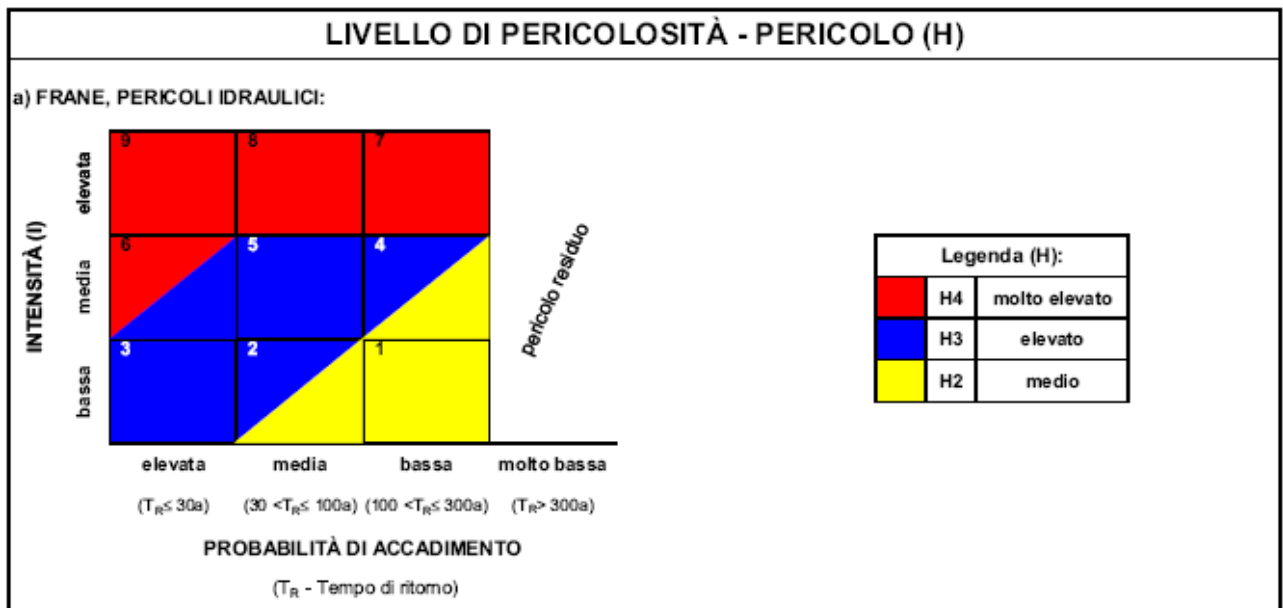 LIVELLO DI PERICOLOSITÀ - PERICOLO (H)
a) FRANE, PERICOLI IDRAULICI:
INTENSITÀ (I)
elevata
media
bassa
9 8 7
6 5 4
3 2 1
pericolo residuo
elevata media bassa molto bassa
(TR≤ 30a) (30 <TR≤ 100a) (100 <TR≤ 300a) (TR> 300a)
PROBABILITÀ DI ACCADIMENTO
(TR - Tempo di ritorno)
Legenda (H):
H4 molto elevato
H3 elevato
H2 medio